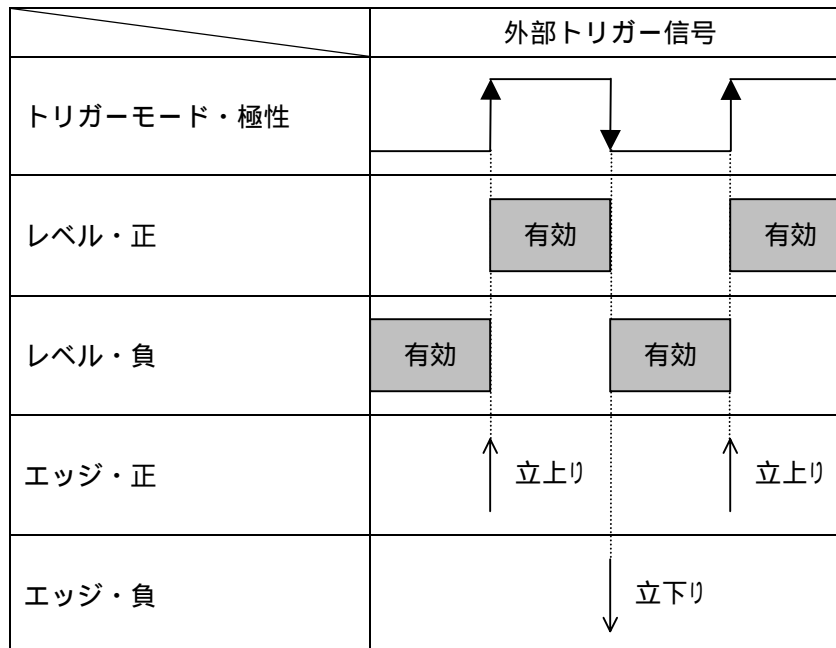 外部トリガー信号
トリガーモード・極性
レベル・正
有効
有効
レベル・負
有効
有効
エッジ・正
立上り
立上り
エッジ・負
立下り